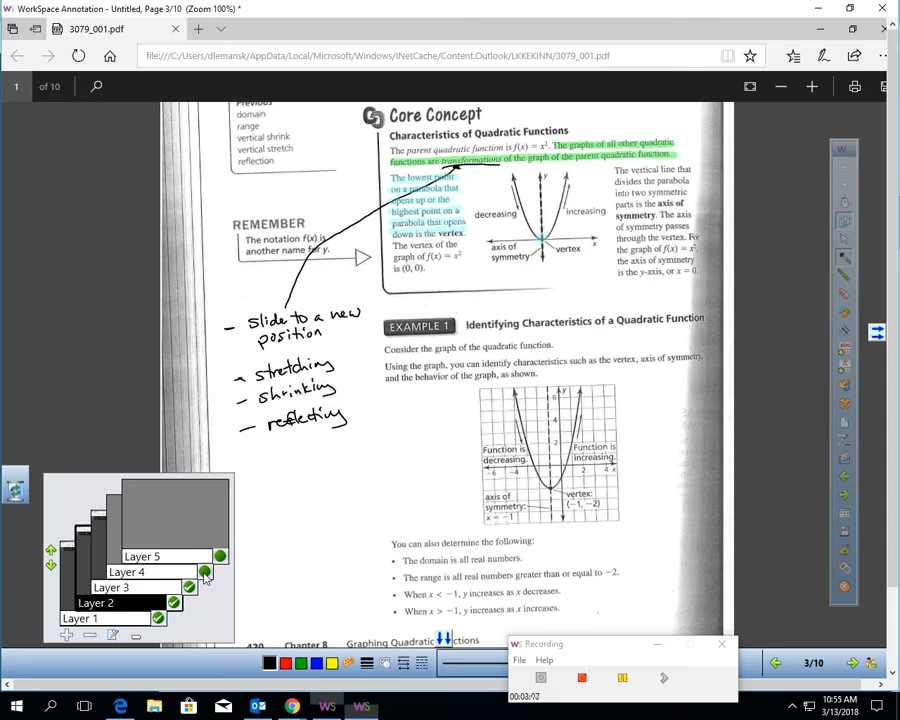 WS WorkSpace Annotation - Untitled, Page 3/10 (Zoom 200%) *
3079_001.pdf
file:///C:/Users/dlemansk/AppData/Local/Microsoft/Windows/INetCache/Content.Outlook/LKKEKINN/3079_001.pdf
1 of 10
Previous
domain
range
vertical shrink
vertical stretch
reflection
REMEMBER
The notation f(x) is
another name for y.
Core Concept
Characteristics of Quadratic Functions
The parent quadratic function is f(x) = x². The graphs of all other quadratic
functions are transformations of the graph of the parent quadratic function.
The lowest point
on a parabola that
opens up or the
highest point on a
parabola that opens
down is the vertex.
The vertex of the
graph of f(x) = x²
is (0, 0).
y
decreasing
increasing
x
axis of
symmetry
vertex
The vertical line that
divides the parabola
into two symmetric
parts is the axis of
symmetry. The axis
of symmetry passes
through the vertex. For
the graph of f(x) = x²,
the axis of symmetry
is the y-axis, or x = 0.
- slide to a new
position
- stretching
- shrinking
- reflecting
EXAMPLE 1 Identifying Characteristics of a Quadratic Function
Consider the graph of the quadratic function.
Using the graph, you can identify characteristics such as the vertex, axis of symmetry,
and the behavior of the graph, as shown.
y
6
4
2
Function is
decreasing.
Function is
increasing.
-6 -4 2 4 x
axis of
symmetry:
x = -1
vertex:
(-1, -2)
You can also determine the following:
• The domain is all real numbers.
• The range is all real numbers greater than or equal to -2.
• When x < -1, y increases as x decreases.
• When x > -1, y increases as x increases.
Chapter 8 Graphing Quadratic
Layer 5
Layer 4
Layer 3
Layer 2
Layer 1
WS Recording
File Help
3/10
10:55 AM
3/13/2018